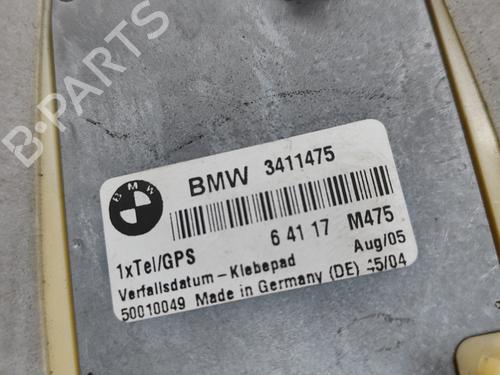 B-PARTS
BMW
BMW 3411475
6 41 17 M475
1xTel/GPS Aug/05
Verfallsdatum-Klebepad 45/04
50010049 Made in Germany (DE)